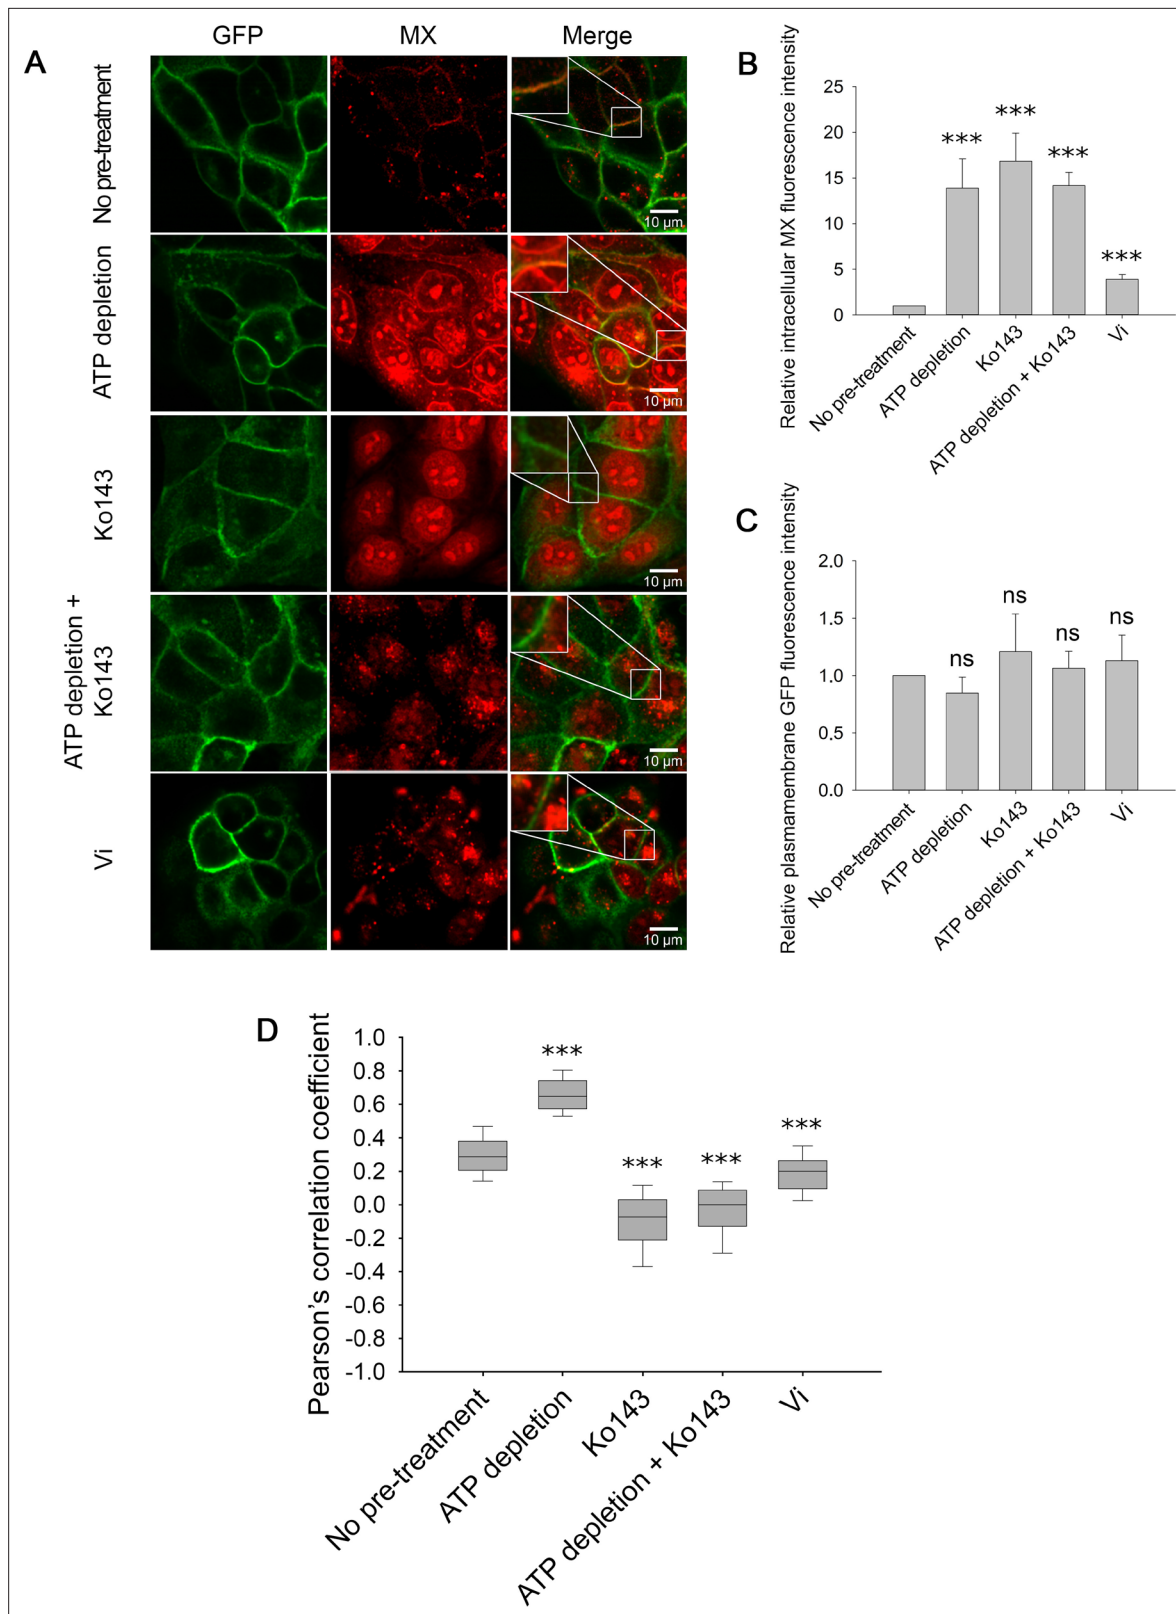 A
GFP
MX
Merge
No pre-treatment
10 µm
ATP depletion
10 µm
Ko143
10 µm
ATP depletion +
Ko143
10 µm
Vi
10 µm
B
Relative intracellular MX fluorescence intensity
25
20
15
10
5
0
***
***
***
***
No pre-treatment
ATP depletion
Ko143
ATP depletion + Ko143
Vi
C
Relative plasmamembrane GFP fluorescence intensity
2.0
1.5
1.0
0.5
0.0
ns
ns
ns
ns
No pre-treatment
ATP depletion
Ko143
ATP depletion + Ko143
Vi
D
Pearson's correlation coefficient
1.0
0.8
0.6
0.4
0.2
0.0
-0.2
-0.4
-0.6
-0.8
-1.0
***
***
***
***
No pre-treatment
ATP depletion
Ko143
ATP depletion + Ko143
Vi